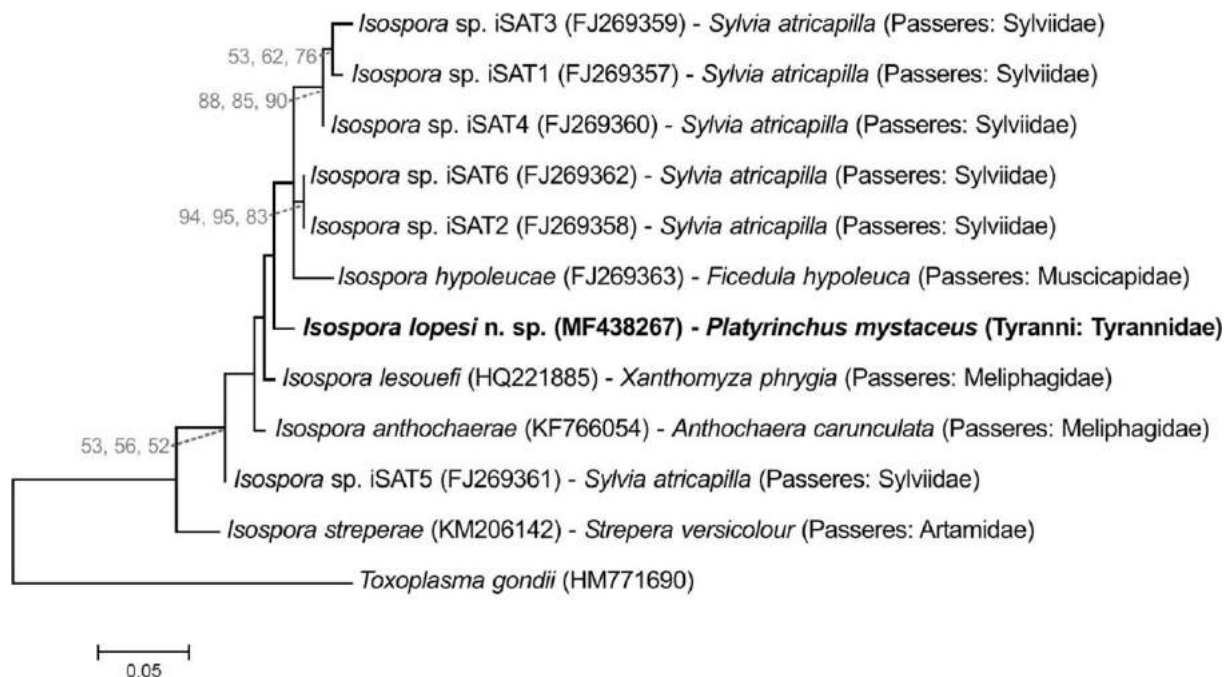 Isospora sp. iSAT3 (FJ269359) - Sylvia atricapilla (Passeres: Sylviidae)
53, 62, 76
Isospora sp. iSAT1 (FJ269357) - Sylvia atricapilla (Passeres: Sylviidae)
88, 85, 90
Isospora sp. iSAT4 (FJ269360) - Sylvia atricapilla (Passeres: Sylviidae)
Isospora sp. iSAT6 (FJ269362) - Sylvia atricapilla (Passeres: Sylviidae)
94, 95, 83
Isospora sp. iSAT2 (FJ269358) - Sylvia atricapilla (Passeres: Sylviidae)
Isospora hypoleucae (FJ269363) - Ficedula hypoleuca (Passeres: Muscicapidae)
Isospora lopesi n. sp. (MF438267) - Platyrinchus mystaceus (Tyranni: Tyrannidae)
Isospora lesouefi (HQ221885) - Xanthomyza phrygia (Passeres: Meliphagidae)
Isospora anthochaerae (KF766054) - Anthochaera carunculata (Passeres: Meliphagidae)
53, 56, 52
Isospora sp. iSAT5 (FJ269361) - Sylvia atricapilla (Passeres: Sylviidae)
Isospora streperae (KM206142) - Strepera versicolour (Passeres: Artamidae)
Toxoplasma gondii (HM771690)
0.05